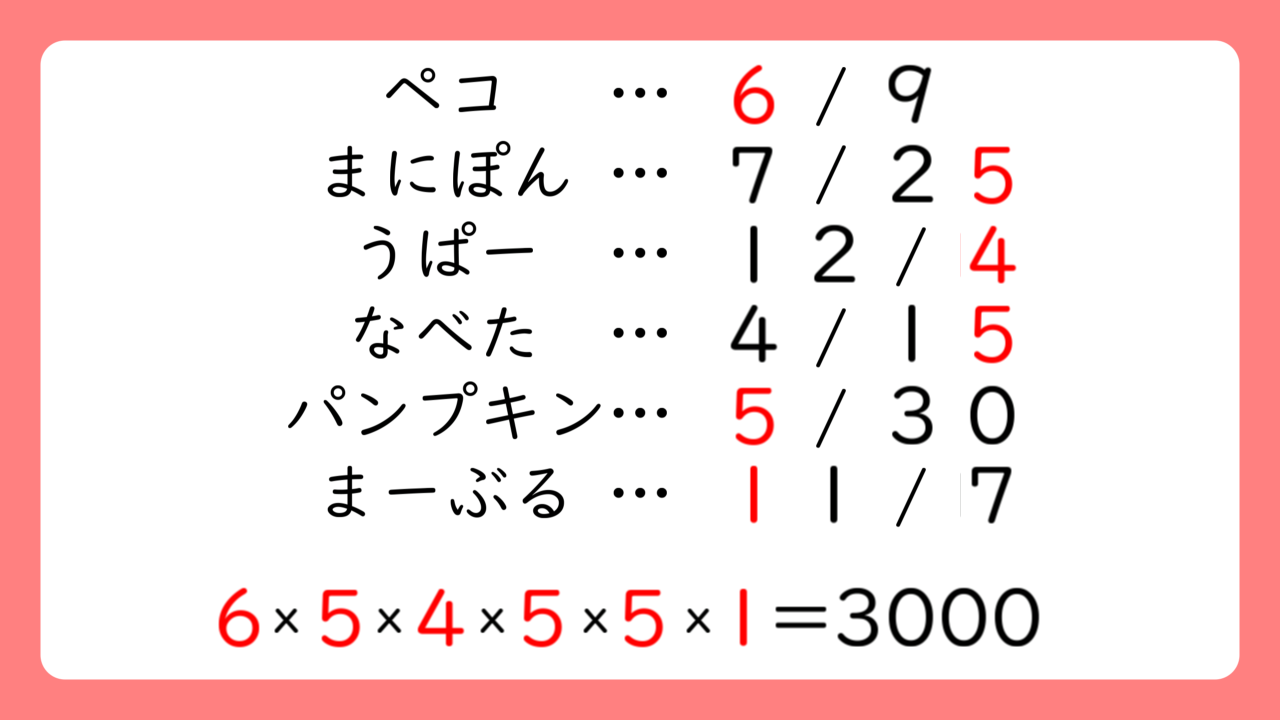 ペコ … 6 / 9
まにぽん … 7 / 2 5
うぱー … 1 2 / 4
なべた … 4 / 1 5
パンプキン… 5 / 3 0
まーぶる … 1 1 / 7
6×5×4×5×5×1=3000